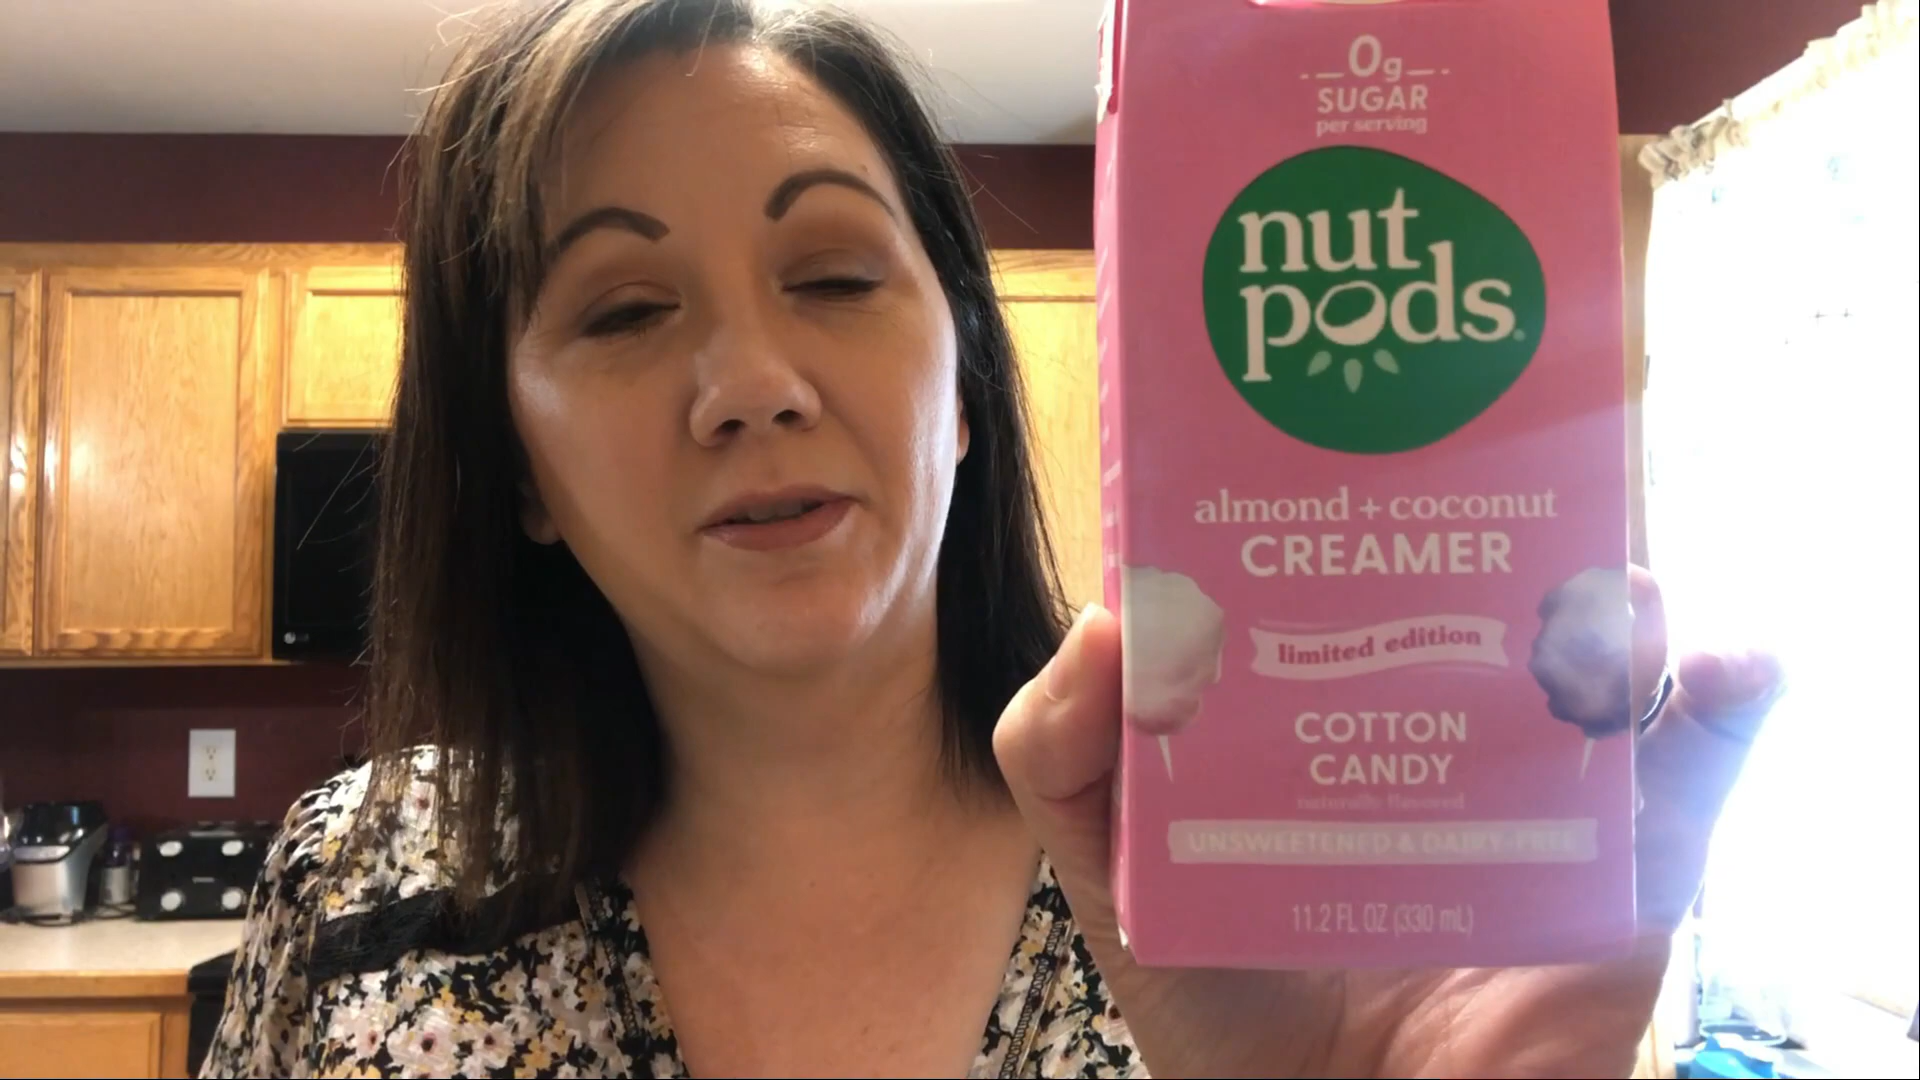 0g
SUGAR
per serving
nut
pods
almond + coconut
CREAMER
limited edition
COTTON
CANDY
naturally flavored
UNSWEETENED & DAIRY-FREE
11.2 FL OZ (330 mL)